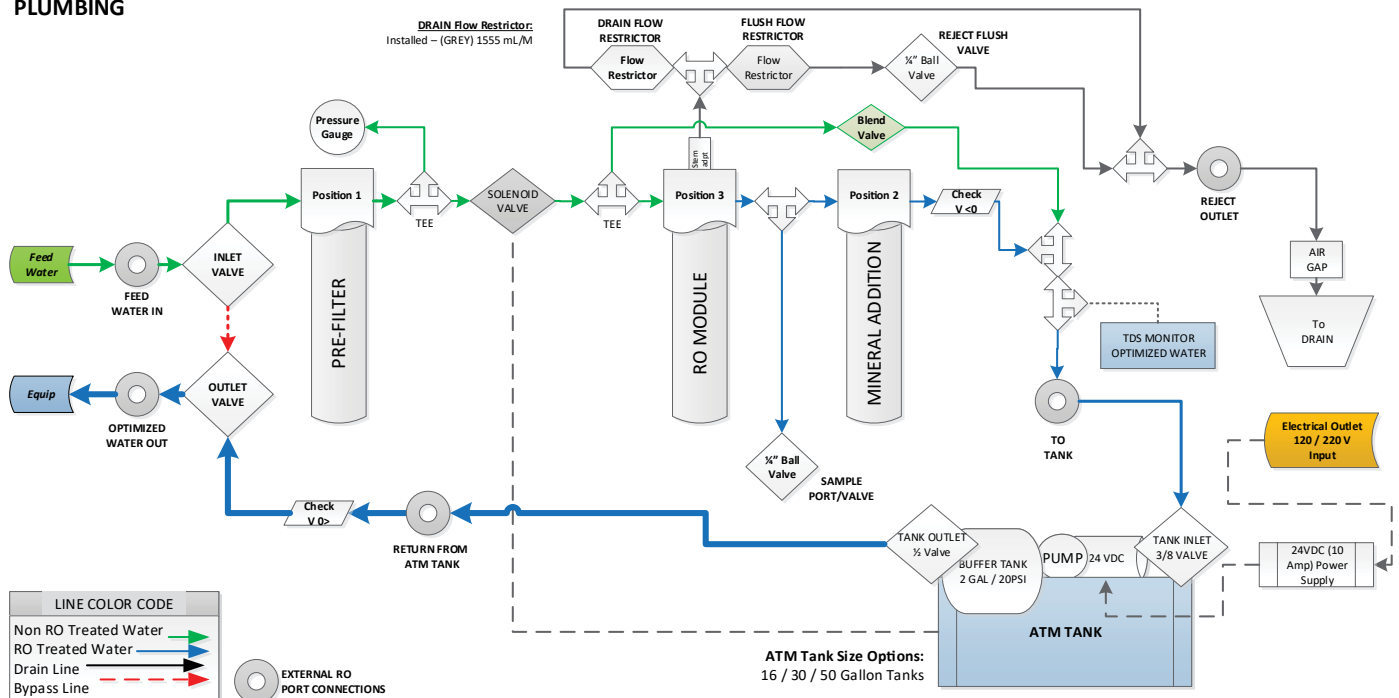 PLUMBING
DRAIN Flow Restrictor:
Installed – (GREY) 1555 mL/M
DRAIN FLOW
RESTRICTOR
FLUSH FLOW
RESTRICTOR
REJECT FLUSH
VALVE
Flow
Restrictor
Flow
Restrictor
¼” Ball
Valve
Pressure
Gauge
Blend
Valve
Stem
adpt
Position 1
TEE
SOLENOID
VALVE
TEE
Position 3
Position 2
Check
V <0
REJECT
OUTLET
Feed
Water
FEED
WATER IN
INLET
VALVE
PRE-FILTER
RO MODULE
MINERAL ADDITION
AIR
GAP
To
DRAIN
TDS MONITOR
OPTIMIZED WATER
Equip
OPTIMIZED
WATER OUT
OUTLET
VALVE
TO
TANK
Electrical Outlet
120 / 220 V
Input
¼” Ball
Valve
SAMPLE
PORT/VALVE
Check
V 0>
RETURN FROM
ATM TANK
TANK OUTLET
½ Valve
BUFFER TANK
2 GAL / 20PSI
PUMP
24 VDC
TANK INLET
3/8 VALVE
24VDC (10
Amp) Power
Supply
ATM TANK
ATM Tank Size Options:
16 / 30 / 50 Gallon Tanks
LINE COLOR CODE
Non RO Treated Water
RO Treated Water
Drain Line
Bypass Line
EXTERNAL RO
PORT CONNECTIONS